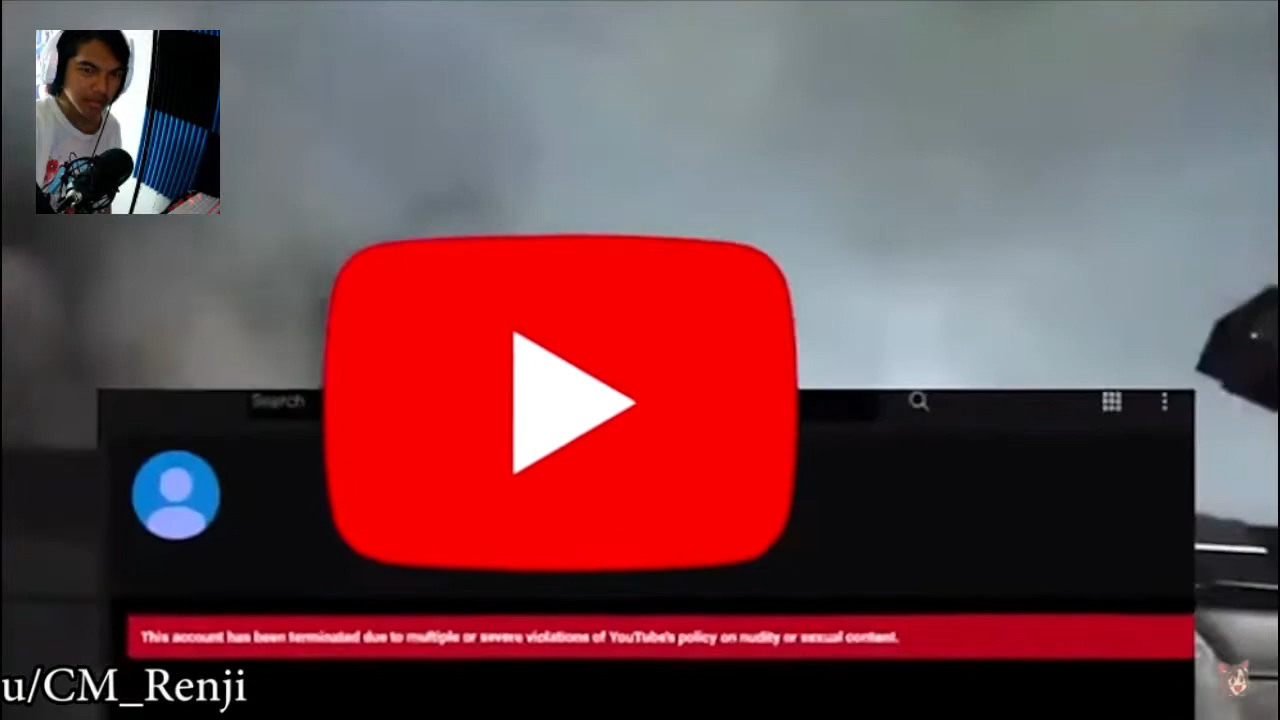 Search
This account has been terminated due to multiple or severe violations of YouTube's policy on nudity or sexual content.
u/CM_Renji